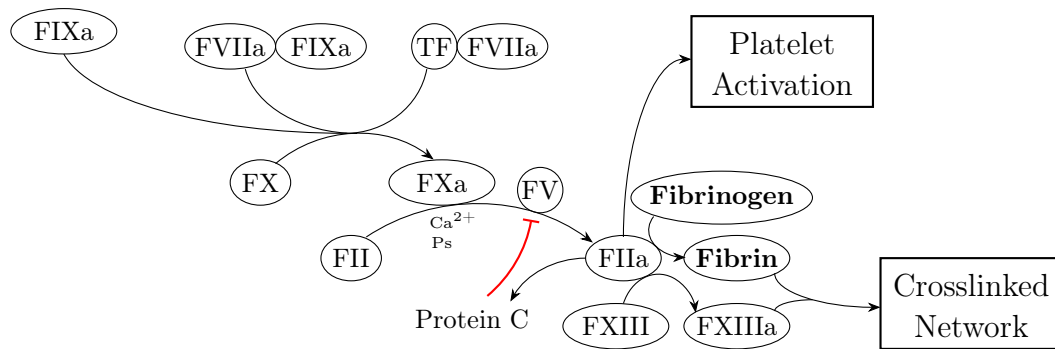 FIXa
FVIIa
FIXa
TF
FVIIa
Platelet
Activation
FX
FXa
FV
Fibrinogen
Ca²⁺
Ps
FII
FIIa
Fibrin
Protein C
FXIII
FXIIIa
Crosslinked
Network